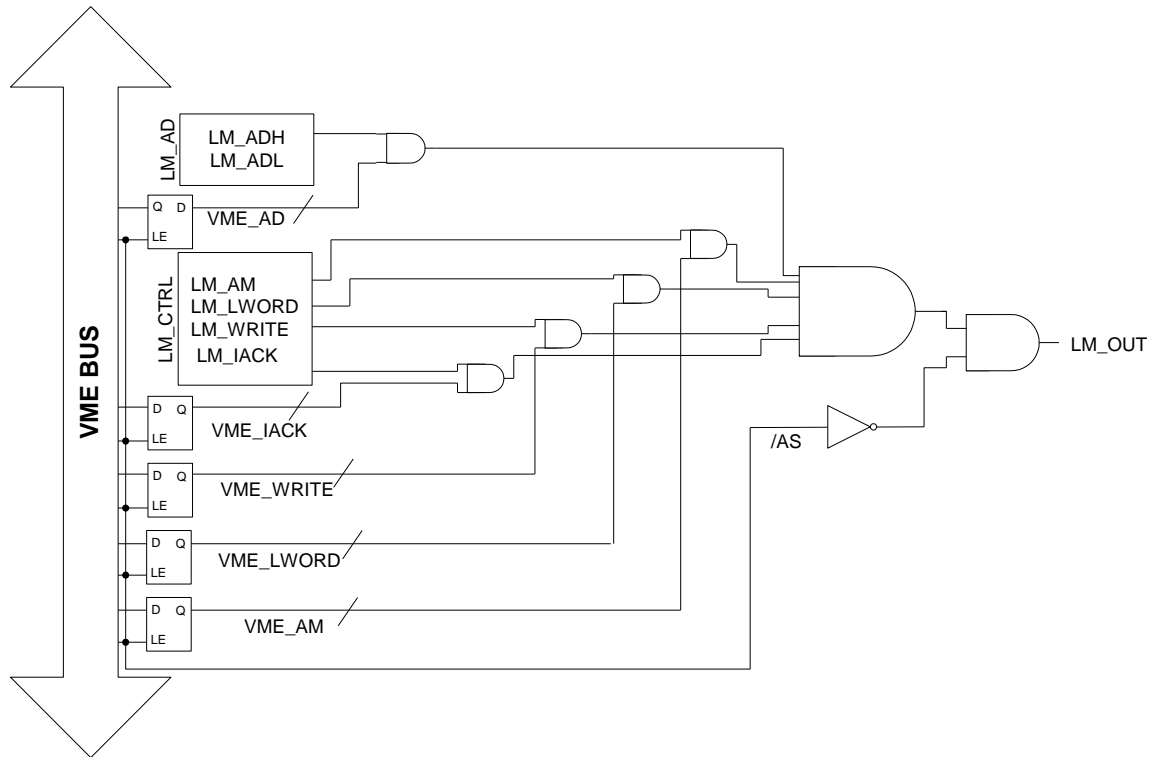 VME BUS
LM_AD
LM_ADH
LM_ADL
Q D
LE
VME_AD
LM_CTRL
LM_AM
LM_LWORD
LM_WRITE
LM_IACK
LM_OUT
D Q
LE
VME_IACK
/AS
D Q
LE
VME_WRITE
D Q
LE
VME_LWORD
D Q
LE
VME_AM